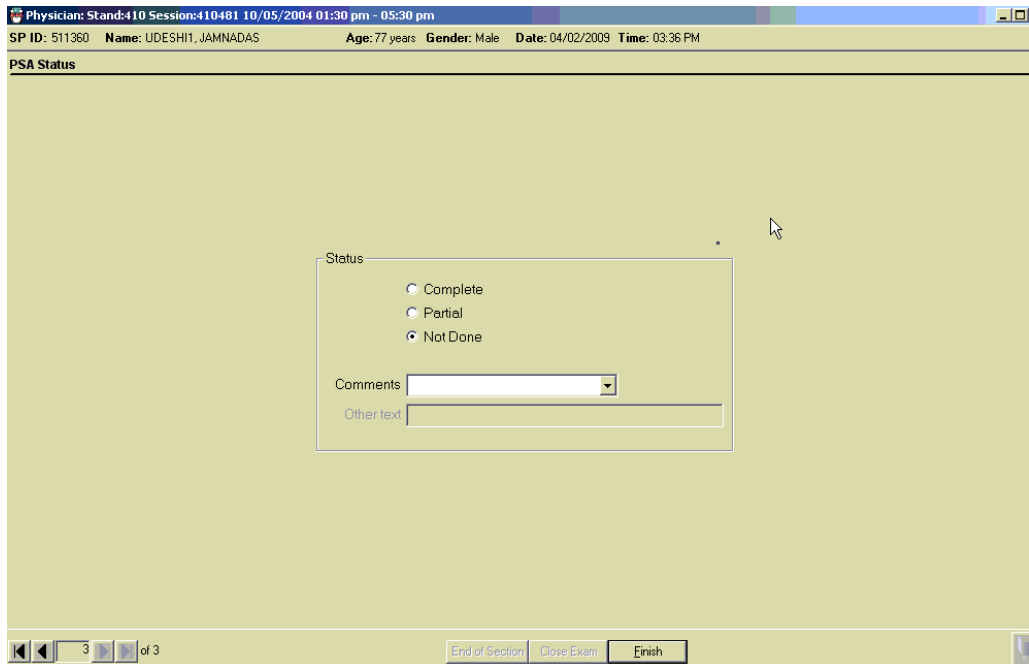 Physician: Stand:410 Session:410481 10/05/2004 01:30 pm - 05:30 pm
SP ID: 511360 Name: UDESHI1, JAMNADAS Age: 77 years Gender: Male Date: 04/02/2009 Time: 03:36 PM
PSA Status
Status
Complete
Partial
Not Done
Comments
Other text
3 of 3 End of Section Close Exam Finish